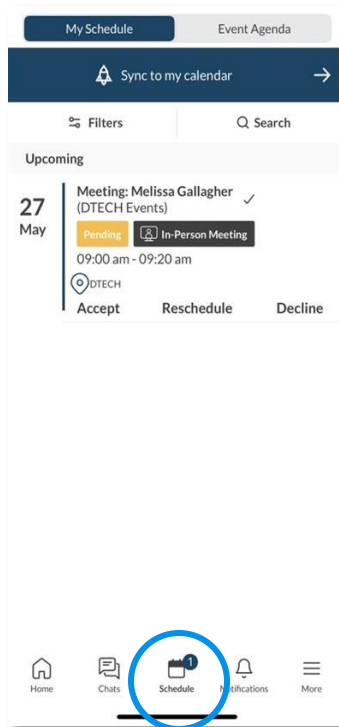 My Schedule Event Agenda
Sync to my calendar
Filters Search
Upcoming
27 May
Meeting: Melissa Gallagher
(DTECH Events)
Pending In-Person Meeting
09:00 am - 09:20 am
DTECH
Accept Reschedule Decline
1
Home Chats Schedule Notifications More